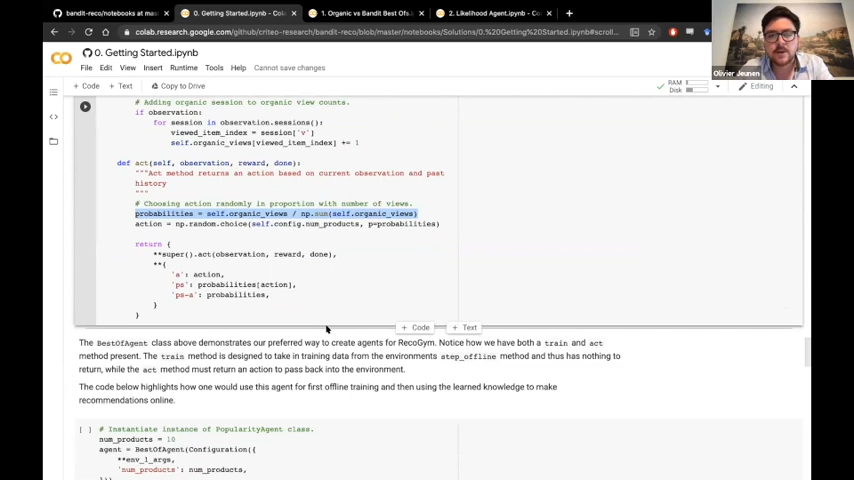 bandit-reco/notebooks at mas
0. Getting Started.ipynb - Cola
1. Organic vs Bandit Best Ofs.i
2. Likelihood Agent.ipynb - Co
colab.research.google.com/github/criteo-research/bandit-reco/blob/master/notebooks/Solutions/0.%20Getting%20Started.ipynb#scroll...
0. Getting Started.ipynb
File Edit View Insert Runtime Tools Help Cannot save changes
+ Code + Text Copy to Drive
RAM
Disk
Editing
Olivier Jeunen
# Adding organic session to organic view counts.
if observation:
for session in observation.sessions():
viewed_item_index = session['v']
self.organic_views[viewed_item_index] += 1
def act(self, observation, reward, done):
"""Act method returns an action based on current observation and past
history
"""
# Choosing action randomly in proportion with number of views.
probabilities = self.organic_views / np.sum(self.organic_views)
action = np.random.choice(self.config.num_products, p=probabilities)
return {
**super().act(observation, reward, done),
**{
'a': action,
'ps': probabilities[action],
'ps-a': probabilities,
}
}
+ Code + Text
The BestOfAgent class above demonstrates our preferred way to create agents for RecoGym. Notice how we have both a train and act
method present. The train method is designed to take in training data from the environments step_offline method and thus has nothing to
return, while the act method must return an action to pass back into the environment.
The code below highlights how one would use this agent for first offline training and then using the learned knowledge to make
recommendations online.
[ ] # Instantiate instance of PopularityAgent class.
num_products = 10
agent = BestOfAgent(Configuration({
**env_1_args,
'num_products': num_products,
}))